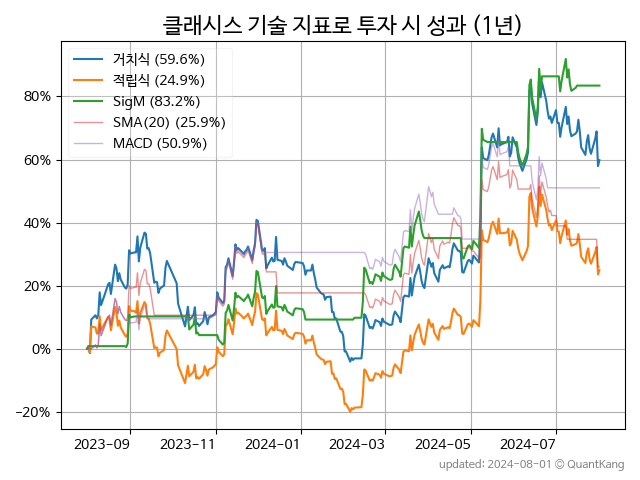 클래시스 기술 지표로 투자 시 성과 (1년)
거치식 (59.6%)
적립식 (24.9%)
SigM (83.2%)
SMA(20) (25.9%)
MACD (50.9%)
80%
60%
40%
20%
0%
−20%
2023-09
2023-11
2024-01
2024-03
2024-05
2024-07
updated: 2024-08-01 © QuantKang